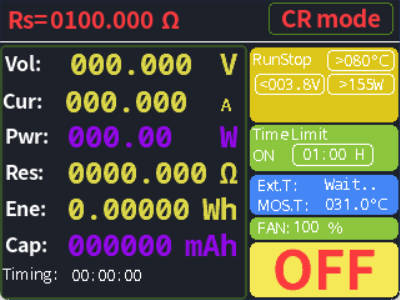 Rs=0100.000 Ω
CR mode
Vol: 000.000 V
Cur: 000.000 A
Pwr: 000.00 W
Res: 0000.000 Ω
Ene: 0.00000 Wh
Cap: 000000 mAh
Timing: 00:00:00
RunStop >080°C
<003.8V >155W
TimeLimit
ON 01:00 H
Ext.T: Wait..
MOS.T: 031.0°C
FAN: 100 %
OFF